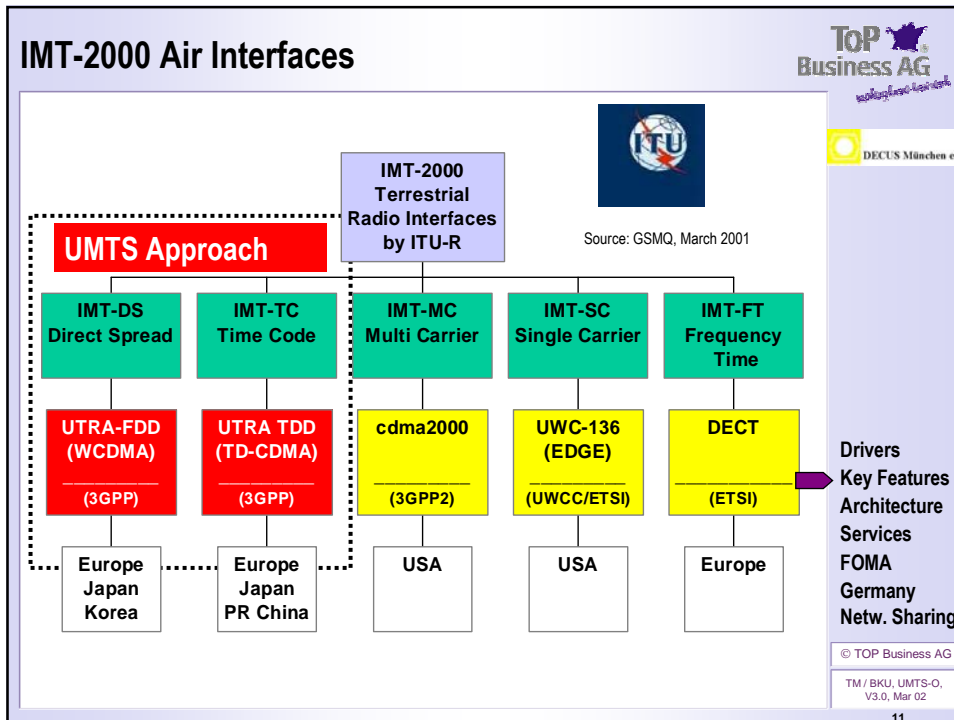 IMT-2000 Air Interfaces
TOP
Business AG
DECUS München e
ITU
IMT-2000
Terrestrial
Radio Interfaces
by ITU-R
Source: GSMQ, March 2001
UMTS Approach
IMT-DS
Direct Spread
IMT-TC
Time Code
IMT-MC
Multi Carrier
IMT-SC
Single Carrier
IMT-FT
Frequency
Time
UTRA-FDD
(WCDMA)
(3GPP)
UTRA TDD
(TD-CDMA)
(3GPP)
cdma2000
(3GPP2)
UWC-136
(EDGE)
(UWCC/ETSI)
DECT
(ETSI)
Europe
Japan
Korea
Europe
Japan
PR China
USA
USA
Europe
Drivers
Key Features
Architecture
Services
FOMA
Germany
Netw. Sharing
© TOP Business AG
TM / BKU, UMTS-O,
V3.0, Mar 02
11